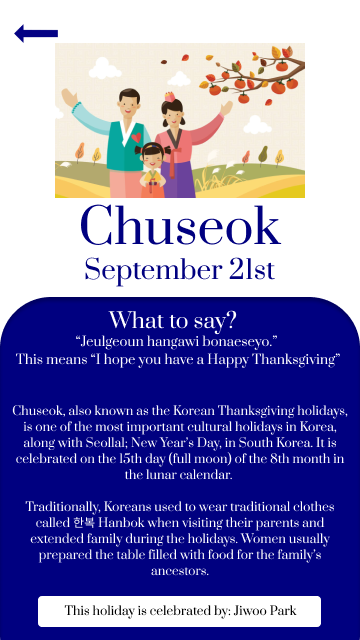 Chuseok
September 21st
What to say?
“Jeulgeoun hangawi bonaeseyo.”
This means “I hope you have a Happy Thanksgiving”
Chuseok, also known as the Korean Thanksgiving holidays,
is one of the most important cultural holidays in Korea,
along with Seollal; New Year’s Day, in South Korea. It is
celebrated on the 15th day (full moon) of the 8th month in
the lunar calendar.
Traditionally, Koreans used to wear traditional clothes
called 한복 Hanbok when visiting their parents and
extended family during the holidays. Women usually
prepared the table filled with food for the family’s
ancestors.
This holiday is celebrated by: Jiwoo Park